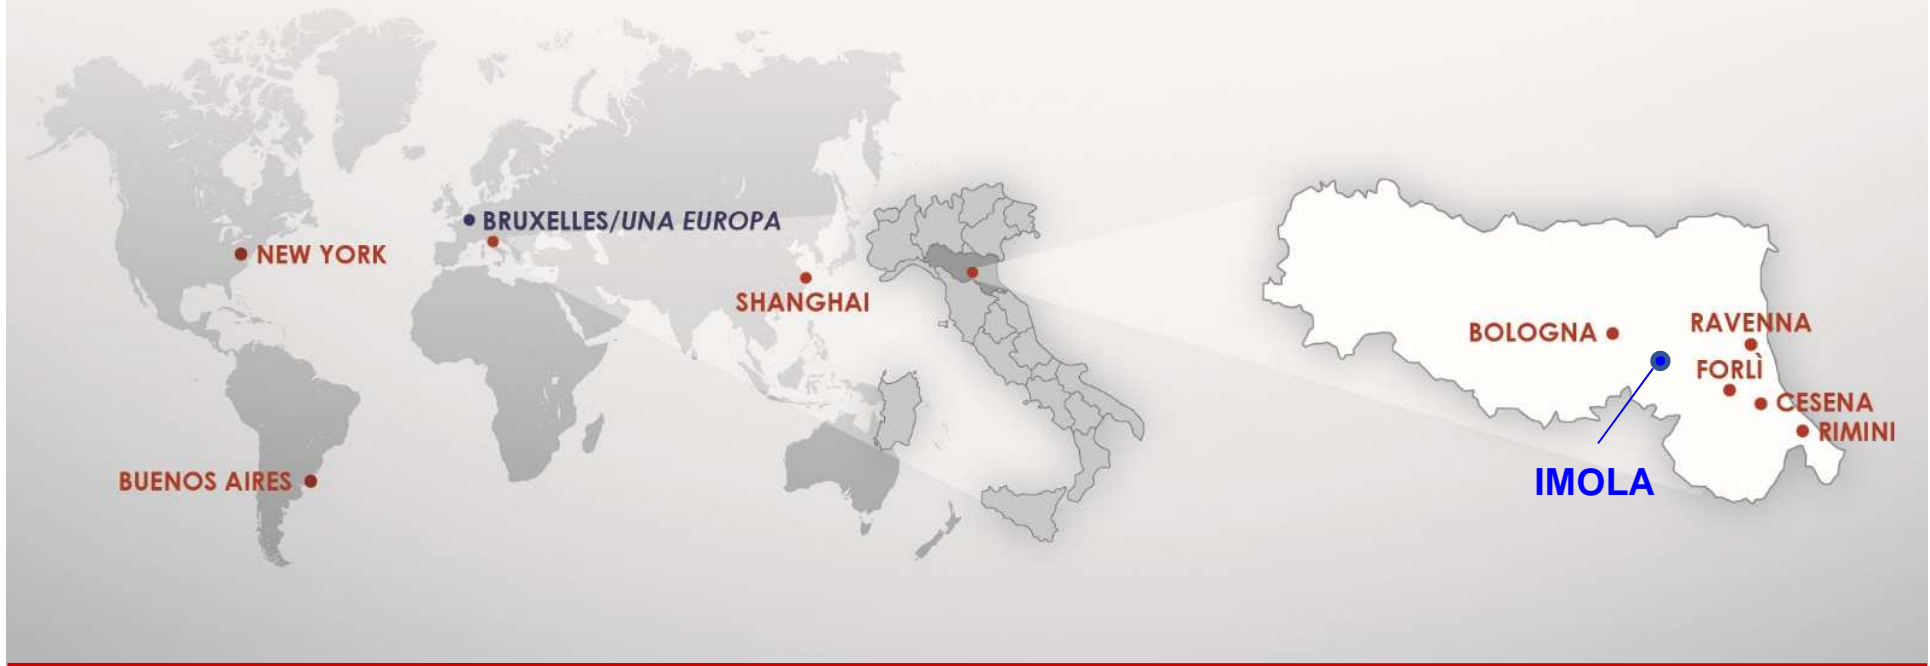 BRUXELLES/UNA EUROPA
NEW YORK
SHANGHAI
BUENOS AIRES
BOLOGNA
RAVENNA
FORLÌ
CESENA
RIMINI
IMOLA